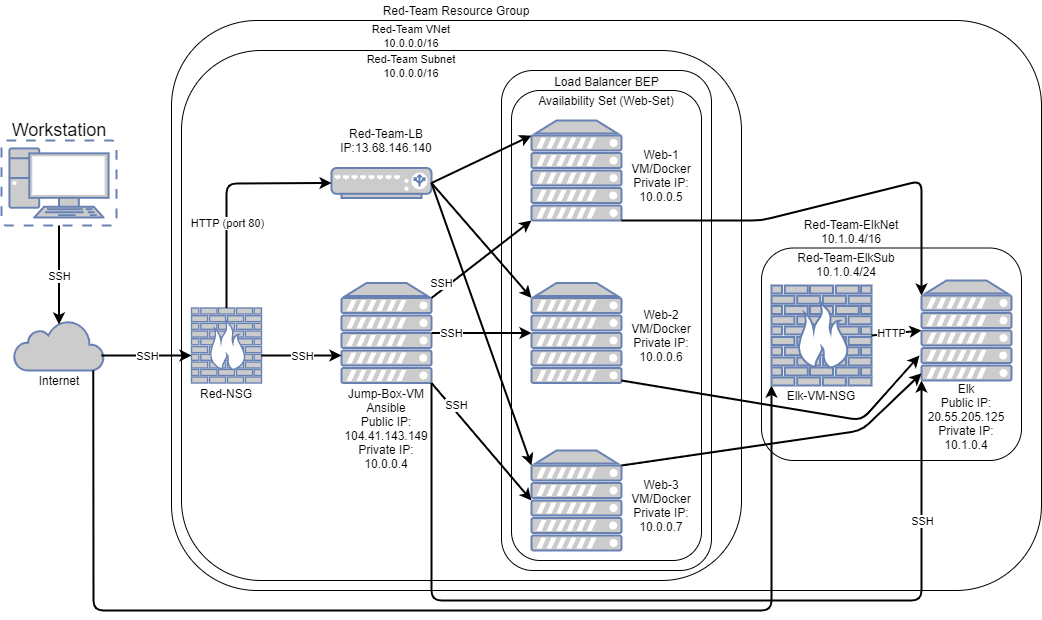 Red-Team Resource Group
Red-Team VNet
10.0.0.0/16
Red-Team Subnet
10.0.0.0/16
Load Balancer BEP
Availability Set (Web-Set)
Workstation
SSH
Internet
SSH
Red-NSG
HTTP (port 80)
Red-Team-LB
IP:13.68.146.140
SSH
Jump-Box-VM
Ansible
Public IP:
104.41.143.149
Private IP:
10.0.0.4
SSH
SSH
SSH
Web-1
VM/Docker
Private IP:
10.0.0.5
Web-2
VM/Docker
Private IP:
10.0.0.6
Web-3
VM/Docker
Private IP:
10.0.0.7
Red-Team-ElkNet
10.1.0.4/16
Red-Team-ElkSub
10.1.0.4/24
Elk-VM-NSG
HTTP
Elk
Public IP:
20.55.205.125
Private IP:
10.1.0.4
SSH